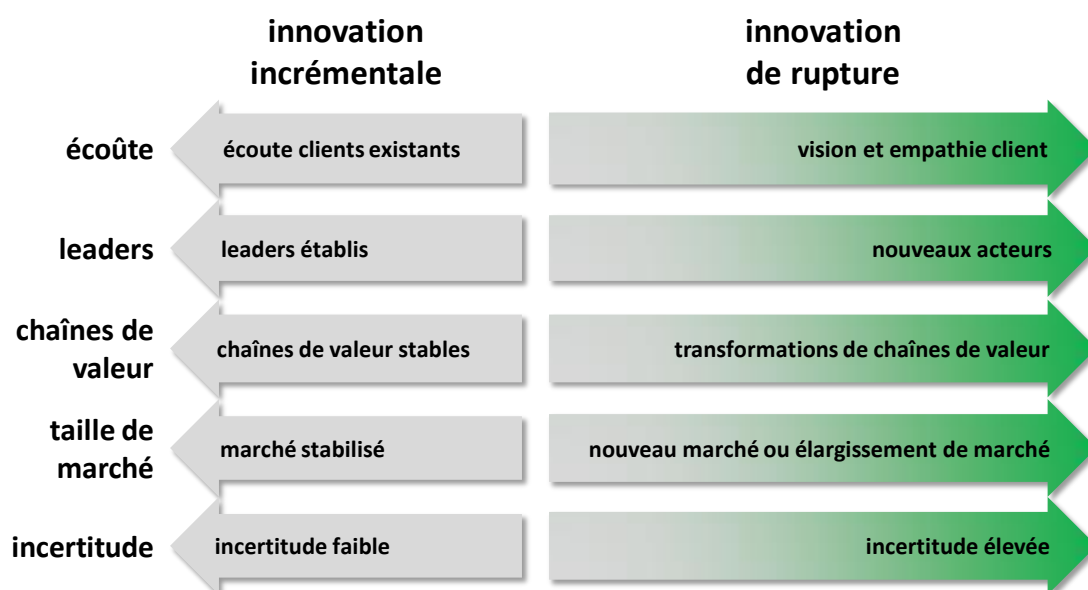 innovation
incrémentale
innovation
de rupture
écoûte
écoute clients existants
vision et empathie client
leaders
leaders établis
nouveaux acteurs
chaînes de
valeur
chaînes de valeur stables
transformations de chaînes de valeur
taille de
marché
marché stabilisé
nouveau marché ou élargissement de marché
incertitude
incertitude faible
incertitude élevée